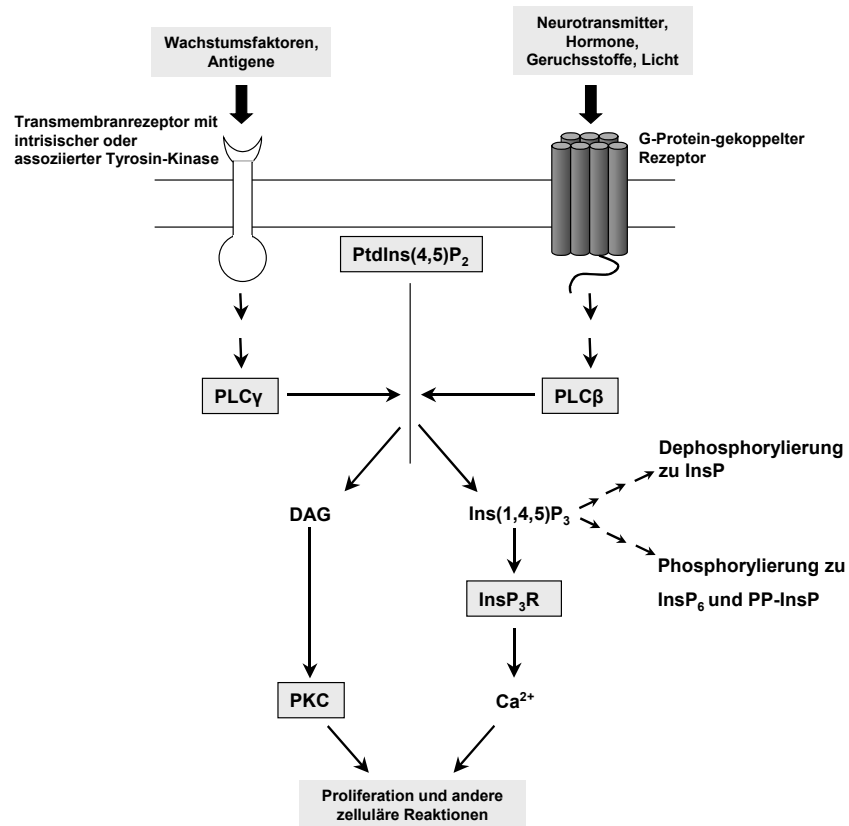 Wachstumsfaktoren,
Antigene
Neurotransmitter,
Hormone,
Geruchsstoffe, Licht
Transmembranrezeptor mit
intrisischer oder
assoziierter Tyrosin-Kinase
G-Protein-gekoppelter
Rezeptor
PtdIns(4,5)P₂
PLCγ
PLCβ
Dephosphorylierung
zu InsP
DAG
Ins(1,4,5)P₃
Phosphorylierung zu
InsP₆ und PP-InsP
InsP₃R
PKC
Ca²⁺
Proliferation und andere
zelluläre Reaktionen